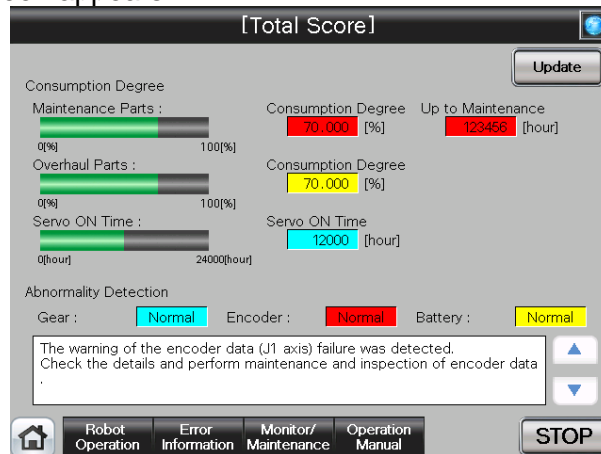 [Total Score]
Update
Consumption Degree
Maintenance Parts :
Consumption Degree
Up to Maintenance
70.000 [%]
123456 [hour]
0[%]
100[%]
Overhaul Parts :
Consumption Degree
70.000 [%]
0[%]
100[%]
Servo ON Time :
Servo ON Time
12000 [hour]
0[hour]
24000[hour]
Abnormality Detection
Gear : Normal Encoder : Normal Battery : Normal
The warning of the encoder data (J1 axis) failure was detected.
Check the details and perform maintenance and inspection of encoder data
.
Robot Operation
Error Information
Monitor/ Maintenance
Operation Manual
STOP